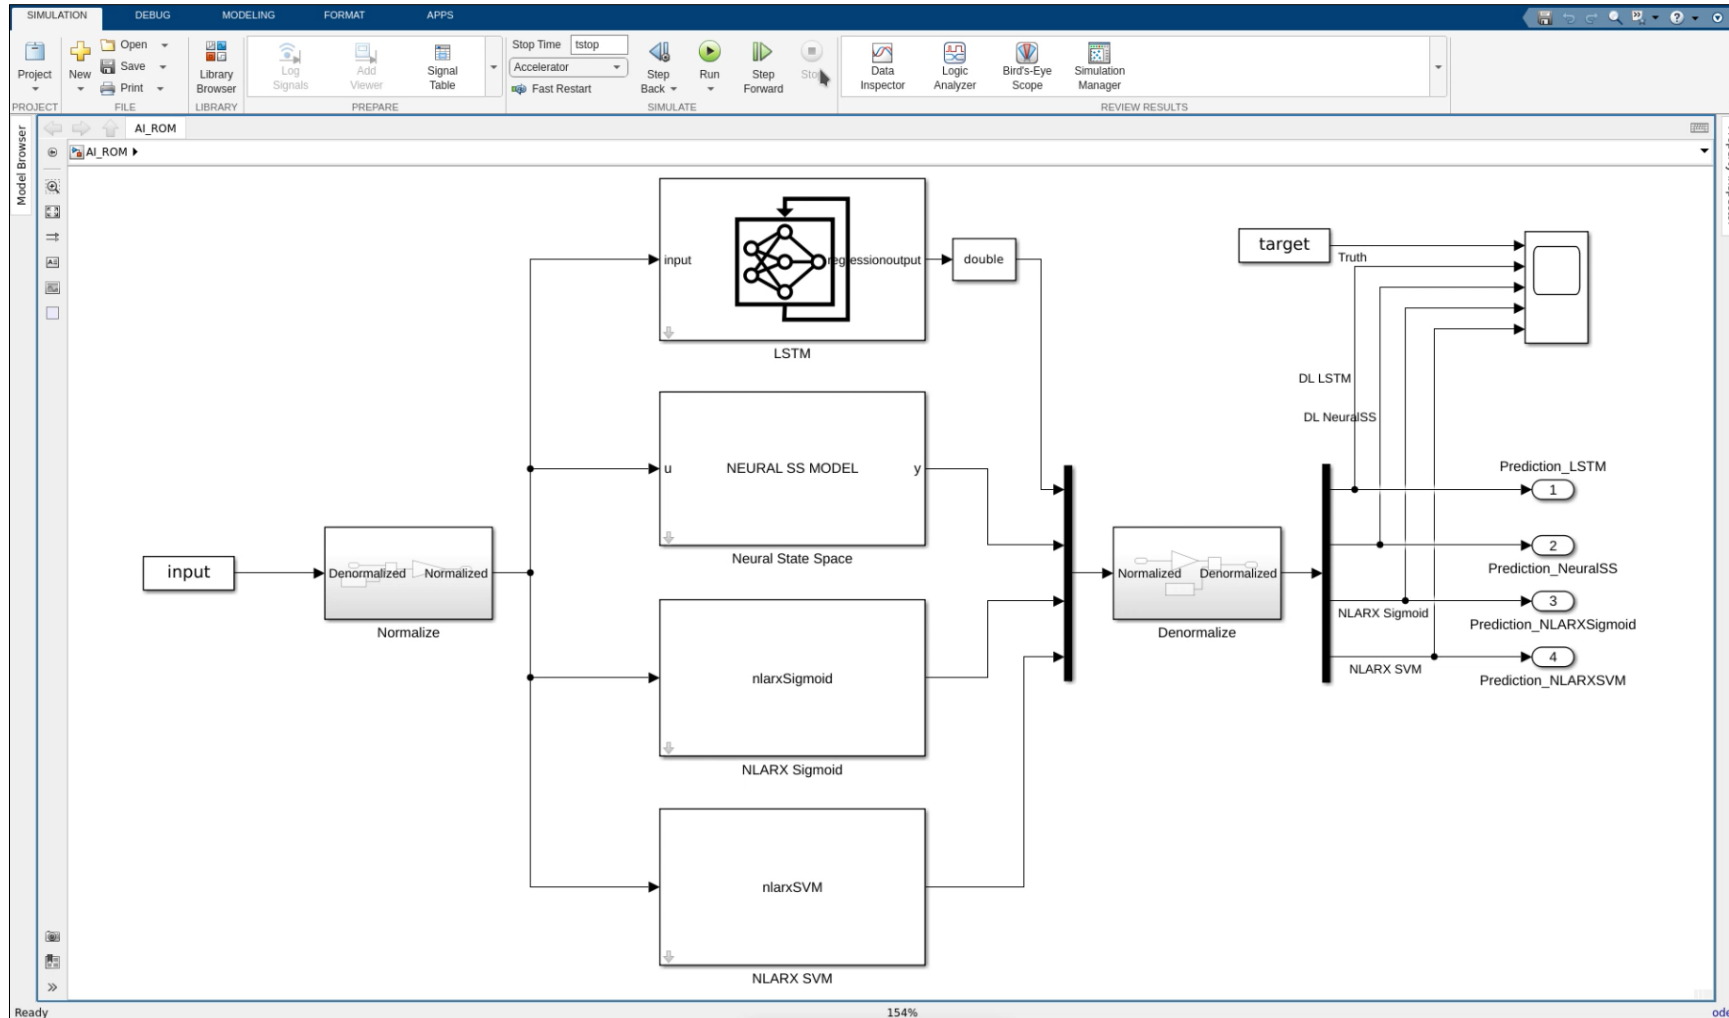 SIMULATION DEBUG MODELING FORMAT APPS
Project
New
Open
Save
Print
Library
Browser
Log
Signals
Add
Viewer
Signal
Table
Stop Time tstop
Accelerator
Fast Restart
Step
Back
Run
Step
Forward
Stop
Data
Inspector
Logic
Analyzer
Bird's-Eye
Scope
Simulation
Manager
PROJECT FILE LIBRARY PREPARE SIMULATE REVIEW RESULTS
Model Browser
AI_ROM
AI_ROM
input regressionoutput
LSTM
double
target
Truth
DL LSTM
DL NeuralSS
u NEURAL SS MODEL y
Neural State Space
input
Denormalized Normalized
Normalize
nlarxSigmoid
NLARX Sigmoid
nlarxSVM
NLARX SVM
Normalized Denormalized
Denormalize
Prediction_LSTM
1
2
Prediction_NeuralSS
3
NLARX Sigmoid
Prediction_NLARXSigmoid
4
NLARX SVM
Prediction_NLARXSVM
Ready 154% ode